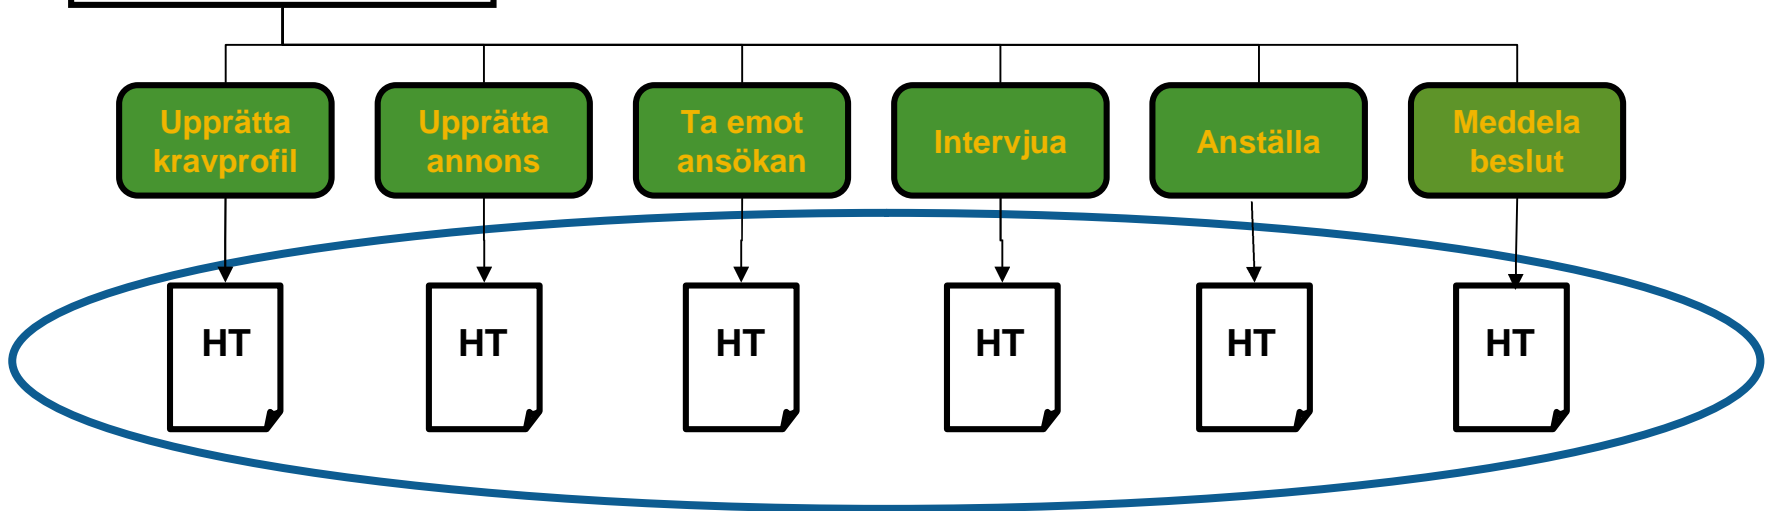 Upprätta
kravprofil
Upprätta
annons
Ta emot
ansökan
Intervjua
Anställa
Meddela
beslut
HT
HT
HT
HT
HT
HT